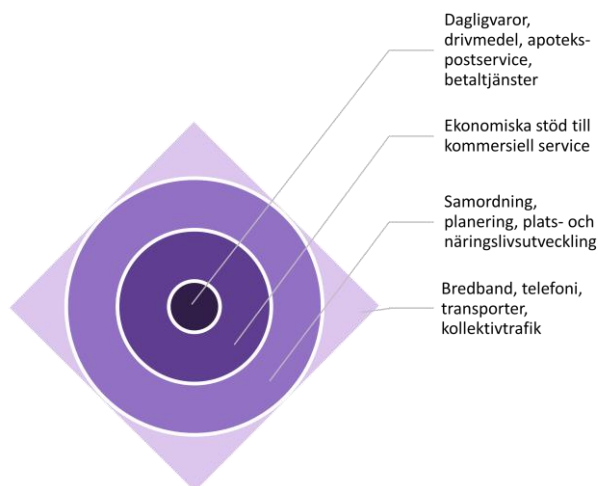 Dagligvaror,
drivmedel, apoteks-
postservice,
betaltjänster
Ekonomiska stöd till
kommersiell service
Samordning,
planering, plats- och
näringslivsutveckling
Bredband, telefoni,
transporter,
kollektivtrafik